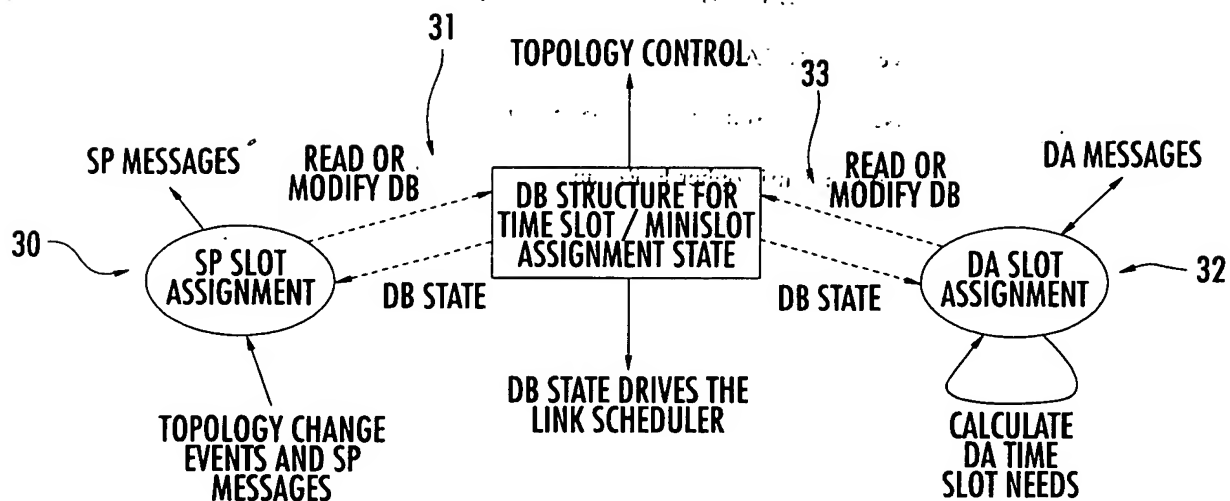 31
TOPOLOGY CONTROL
33
SP MESSAGES
READ OR
MODIFY DB
READ OR
MODIFY DB
DA MESSAGES
DB STRUCTURE FOR
TIME SLOT / MINISLOT
ASSIGNMENT STATE
30
SP SLOT
ASSIGNMENT
DA SLOT
ASSIGNMENT
32
DB STATE
DB STATE
TOPOLOGY CHANGE
EVENTS AND SP
MESSAGES
DB STATE DRIVES THE
LINK SCHEDULER
CALCULATE
DA TIME
SLOT NEEDS